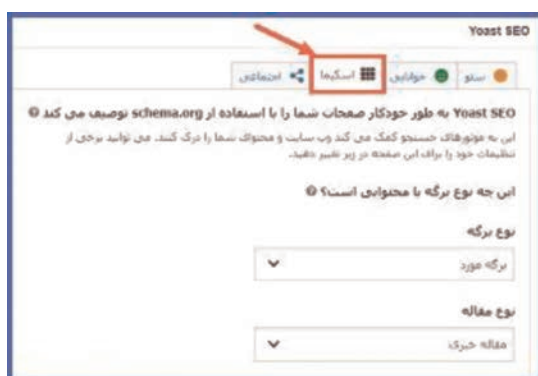 Yoast SEO
سئو خوانایی اسکیما اجتماعی
Yoast SEO به طور خودکار صفحات شما را با استفاده از schema.org توصیف می کند
این به موتورهای جستجو کمک می کند وب سایت و محتوای شما را درک کنند. می توانید برخی از
تنظیمات خود را برای این صفحه در زیر تغییر دهید.
این چه نوع برگه یا محتوایی است؟
نوع برگه
برگه مورد
نوع مقاله
مقاله خبری